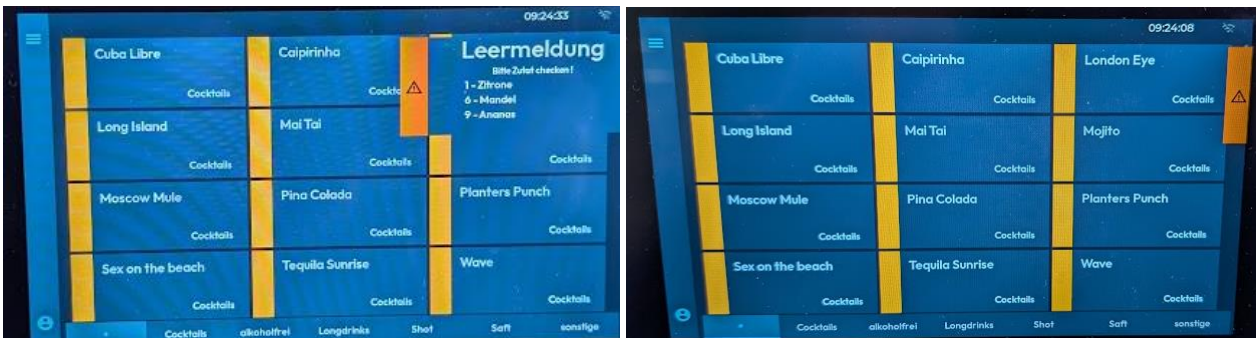 09:24:33
Cuba Libre
Cocktails
Caipirinha
Cockta
Leermeldung
Bitte Zutat checken !
1 - Zitrone
6 - Mandel
9 - Ananas
Cocktails
Long Island
Cocktails
Mai Tai
Cocktails
Moscow Mule
Cocktails
Pina Colada
Cocktails
Planters Punch
Cocktails
Sex on the beach
Cocktails
Tequila Sunrise
Cocktails
Wave
Cocktails
* Cocktails alkoholfrei Longdrinks Shot Saft sonstige
09:24:08
Cuba Libre
Cocktails
Caipirinha
Cocktails
London Eye
Cocktails
Long Island
Cocktails
Mai Tai
Cocktails
Mojito
Cocktails
Moscow Mule
Cocktails
Pina Colada
Cocktails
Planters Punch
Cocktails
Sex on the beach
Cocktails
Tequila Sunrise
Cocktails
Wave
Cocktails
* Cocktails alkoholfrei Longdrinks Shot Saft sonstige